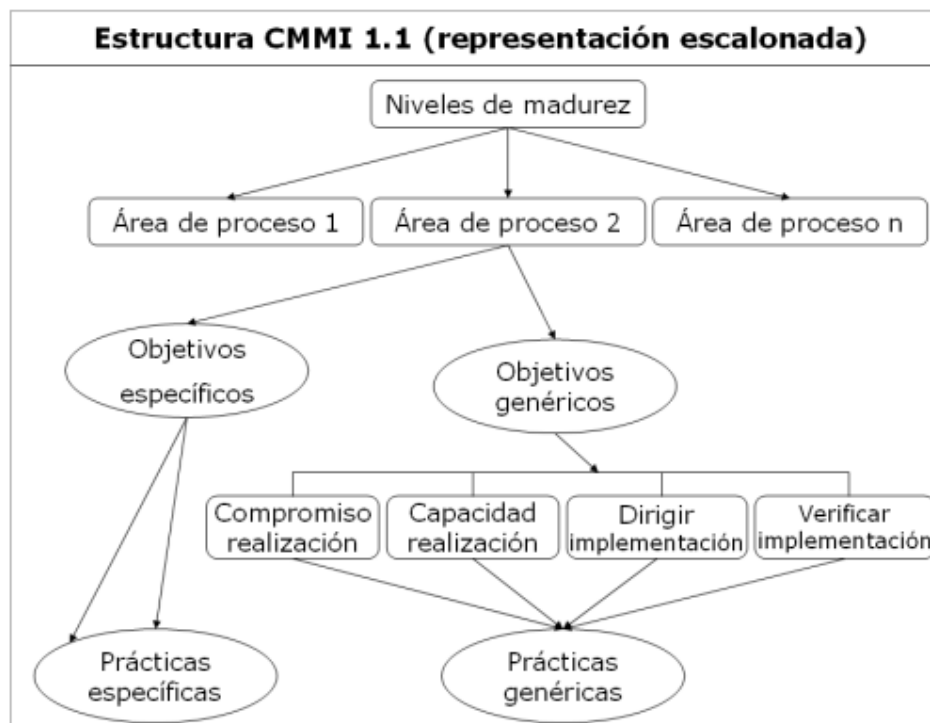 Estructura CMMI 1.1 (representación escalonada)
Niveles de madurez
Área de proceso 1
Área de proceso 2
Área de proceso n
Objetivos
específicos
Objetivos
genéricos
Compromiso
realización
Capacidad
realización
Dirigir
implementación
Verificar
implementación
Prácticas
específicas
Prácticas
genéricas